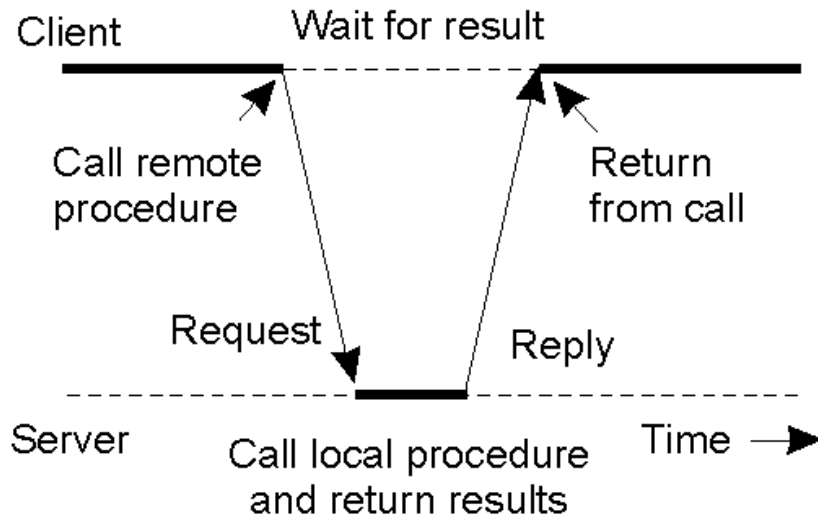 Client
Wait for result
Call remote
procedure
Return
from call
Request
Reply
Server
Call local procedure
and return results
Time